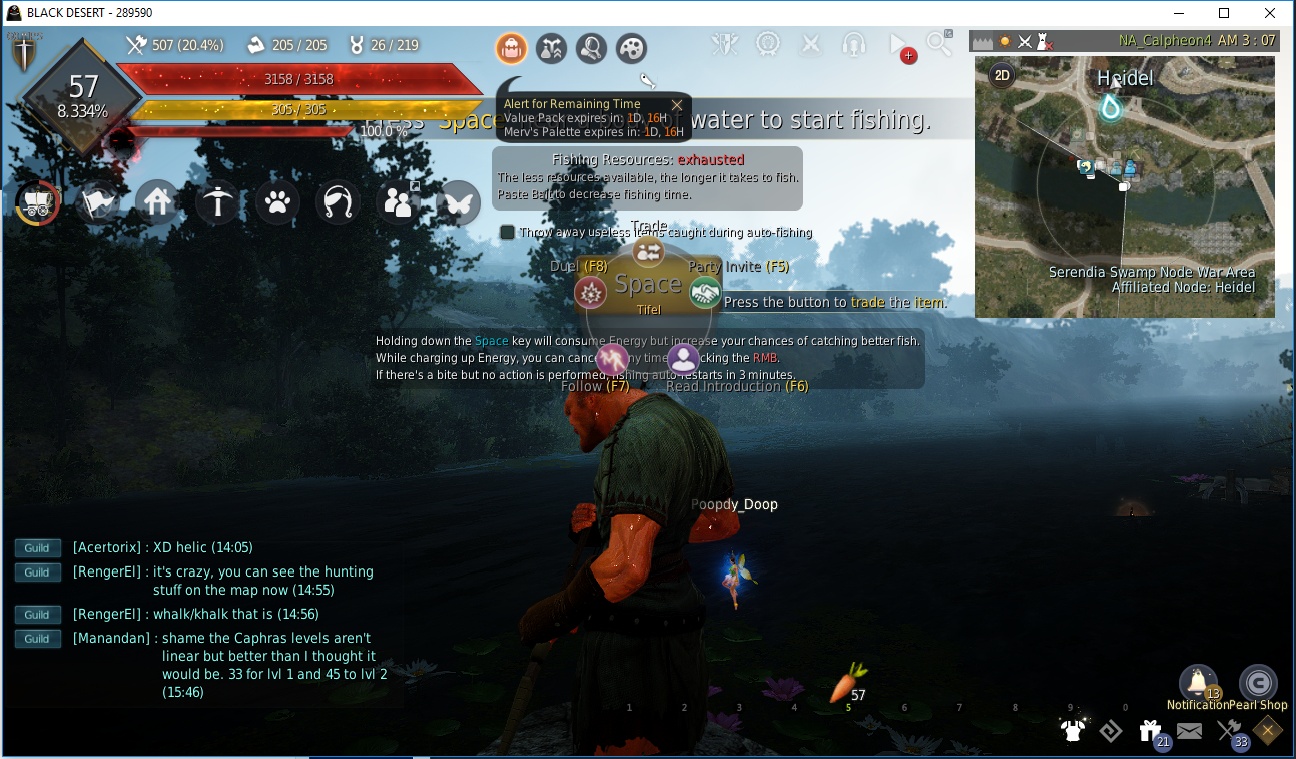 BLACK DESERT - 289590
507 (20.4%)
205 / 205
26 / 219
NA_Calpheon4 AM 3 : 07
57
8.334%
3158 / 3158
305 / 305
100.0 %
2D
Heidel
Alert for Remaining Time
Value Pack expires in: 1D, 16H
Merv's Palette expires in: 1D, 16H
Space
of water to start fishing.
Fishing Resources: exhausted
The less resources available, the longer it takes to fish.
Paste Bait to decrease fishing time.
Trade
Throw away useless items caught during auto-fishing
Duel (F8)
Party Invite (F5)
Space
Tifel
Press the button to trade the item.
Serendia Swamp Node War Area
Affiliated Node: Heidel
Holding down the Space key will consume Energy but increase your chances of catching better fish.
While charging up Energy, you can cancel any time clicking the RMB.
If there's a bite but no action is performed, fishing auto-restarts in 3 minutes.
Follow (F7)
Read Introduction (F6)
Poopdy_Doop
Guild [Acertorix] : XD helic (14:05)
Guild [RengerEl] : it's crazy, you can see the hunting
stuff on the map now (14:55)
Guild [RengerEl] : whalk/khalk that is (14:56)
Guild [Manandan] : shame the Caphras levels aren't
linear but better than I thought it
would be. 33 for lvl 1 and 45 to lvl 2
(15:46)
57
1 2 3 4 5 6 7 8 9 0
13
Notification
Pearl Shop
21
33